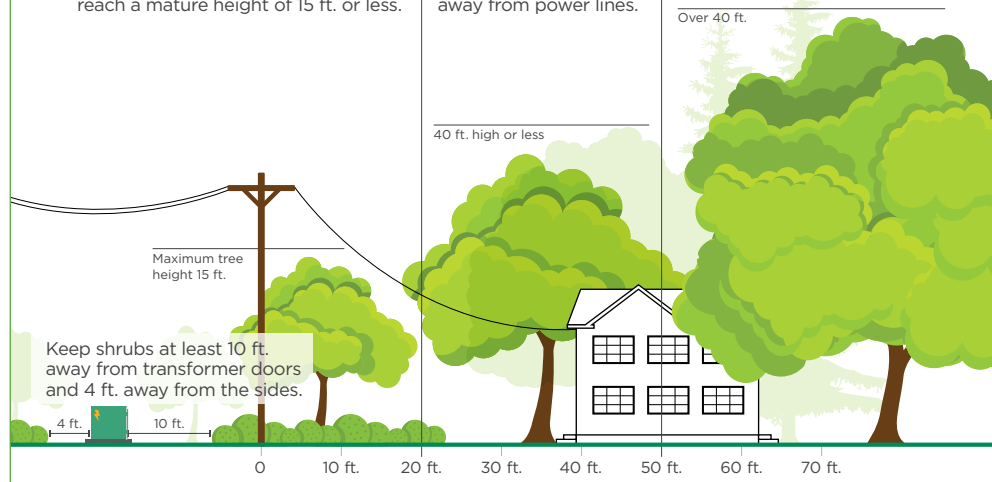 reach a mature height of 15 ft. or less.
away from power lines.
Over 40 ft.
40 ft. high or less
Maximum tree
height 15 ft.
Keep shrubs at least 10 ft.
away from transformer doors
and 4 ft. away from the sides.
4 ft.
10 ft.
0
10 ft.
20 ft.
30 ft.
40 ft.
50 ft.
60 ft.
70 ft.